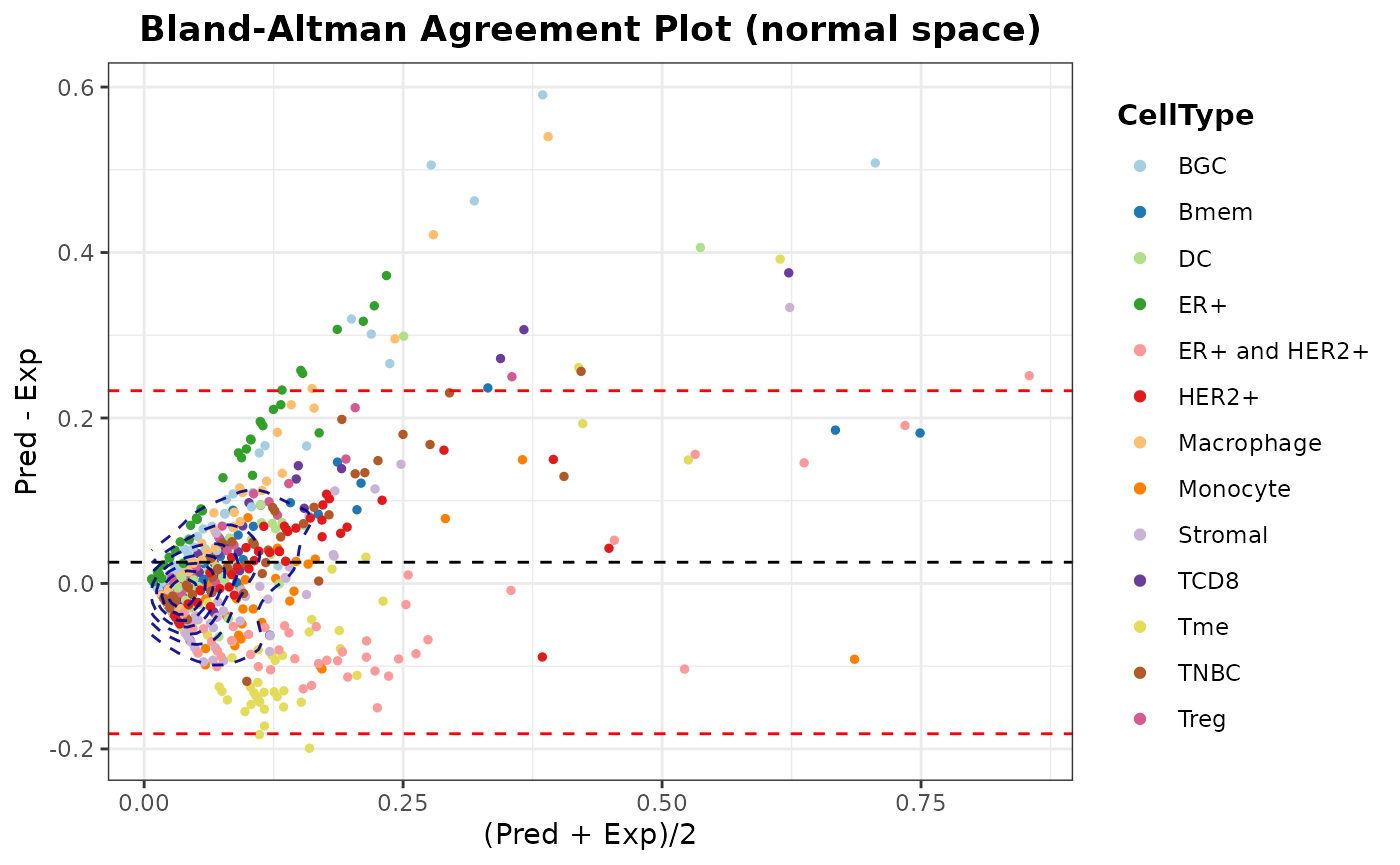 Bland-Altman Agreement Plot (normal space)
0.6
0.4
0.2
0.0
-0.2
Pred - Exp
0.00 0.25 0.50 0.75
(Pred + Exp)/2
CellType
BGC
Bmem
DC
ER+
ER+ and HER2+
HER2+
Macrophage
Monocyte
Stromal
TCD8
Tme
TNBC
Treg